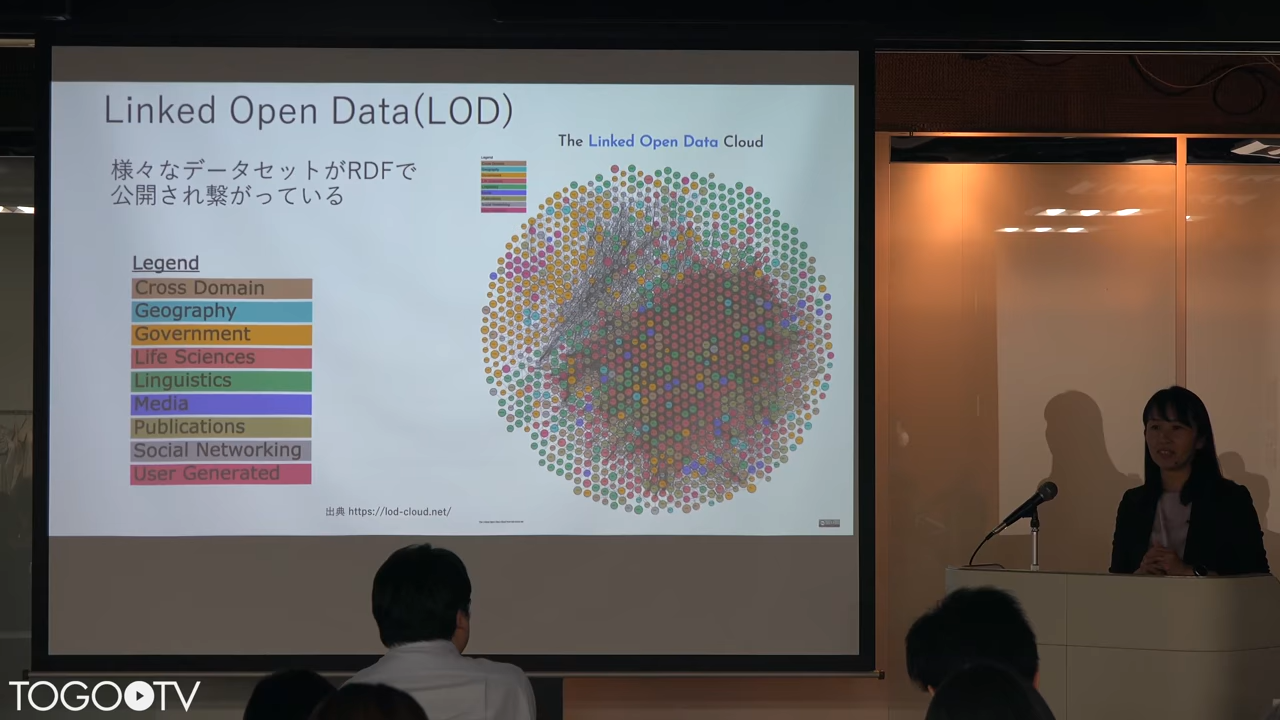 Linked Open Data(LOD)
The Linked Open Data Cloud
様々なデータセットがRDFで
公開され繋がっている
Legend
Cross Domain
Geography
Government
Life Sciences
Linguistics
Media
Publications
Social Networking
User Generated
出典 https://lod-cloud.net/
TOGO TV